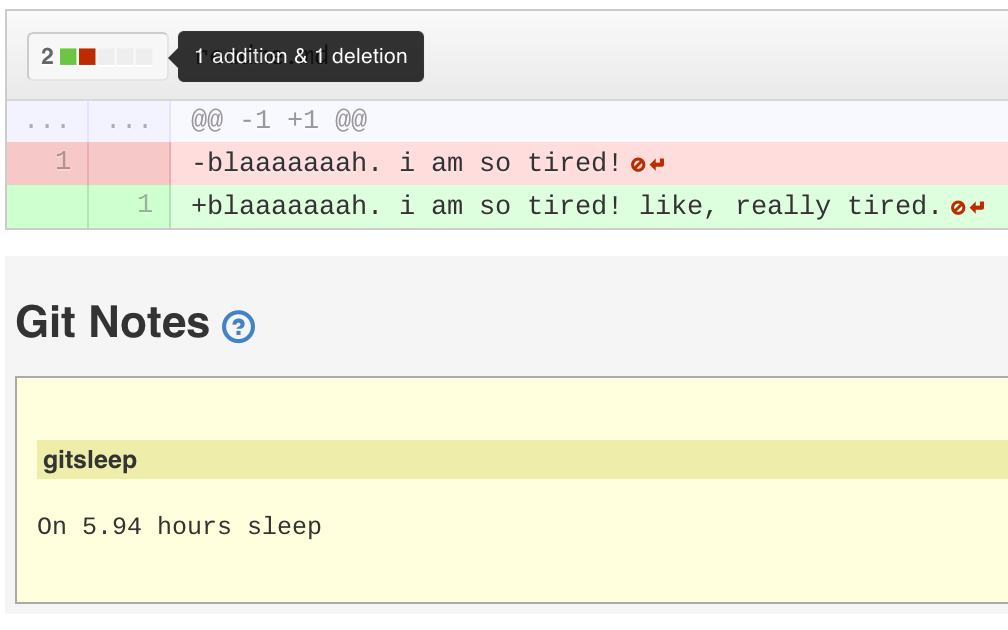 2
1 addition & 1 deletion
... ... @@ -1 +1 @@
1 -blaaaaaaah. i am so tired!
1 +blaaaaaaah. i am so tired! like, really tired.
Git Notes ?
gitsleep
On 5.94 hours sleep